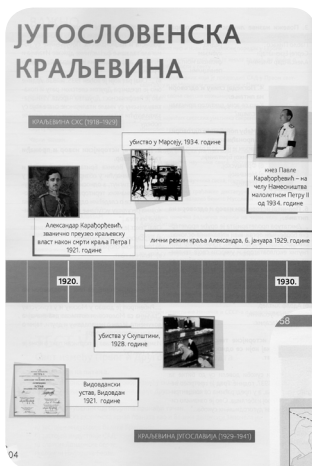 ЈУГОСЛОВЕНСКА
КРАЉЕВИНА
КРАЉЕВИНА СХС (1918–1929)
убиство у Марсеју, 1934. године
кнез Павле
Карађорђевић – на
челу Намесништва
малолетном Петру II
од 1934. године
Александар Карађорђевић,
званично преузео краљевску
власт након смрти краља Петра I
1921. године
лични режим краља Александра, 6. јануара 1929. године
1920.
1930.
58
убиства у Скупштини,
1928. године
Видовдански
устав, Видовдан
1921. године
КРАЉЕВИНА ЈУГОСЛАВИЈА (1929–1941)
04